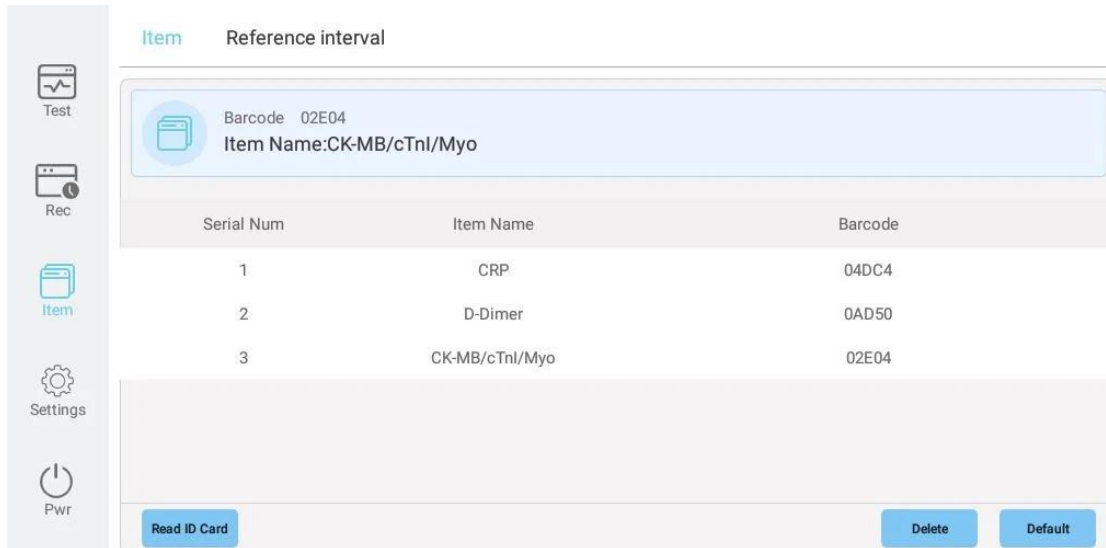 Item Reference interval
Test
Barcode 02E04
Item Name:CK-MB/cTnI/Myo
Rec
Serial Num Item Name Barcode
1 CRP 04DC4
Item
2 D-Dimer 0AD50
3 CK-MB/cTnI/Myo 02E04
Settings
Pwr
Read ID Card Delete Default